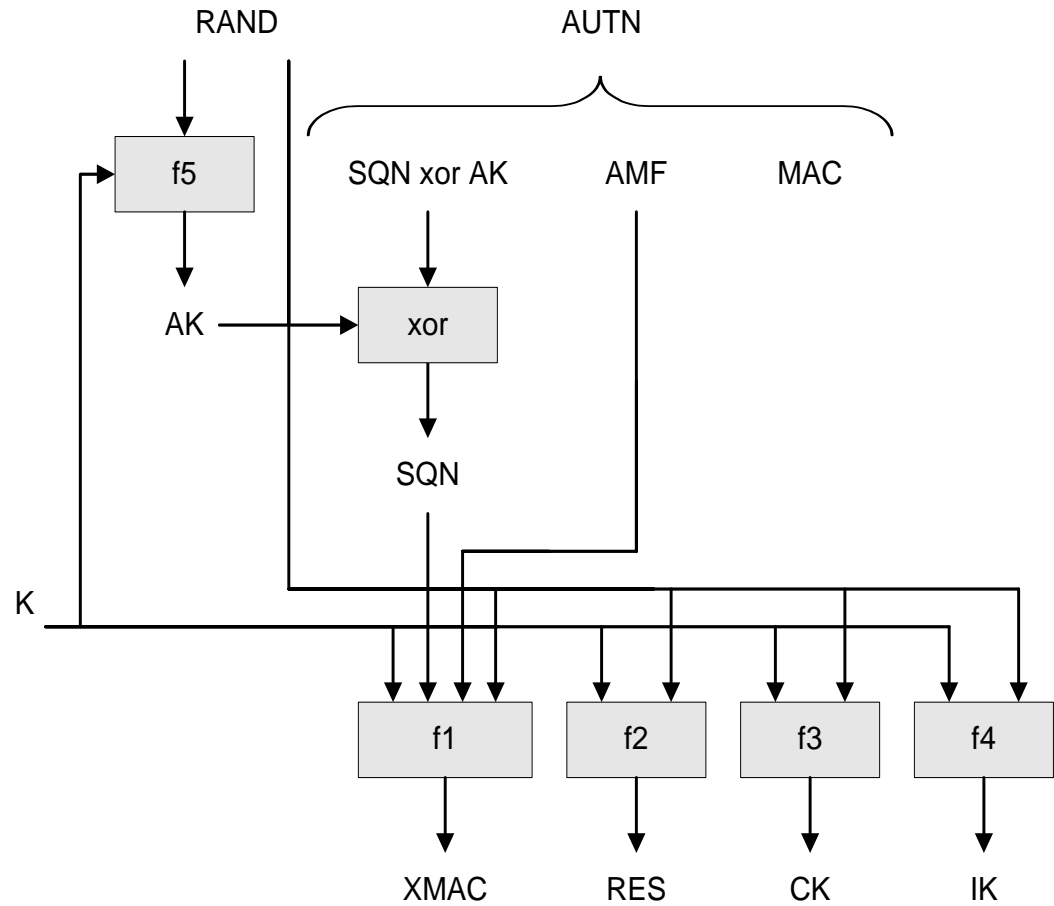 RAND AUTN
f5 SQN xor AK AMF MAC
AK xor
SQN
K
f1 f2 f3 f4
XMAC RES CK IK